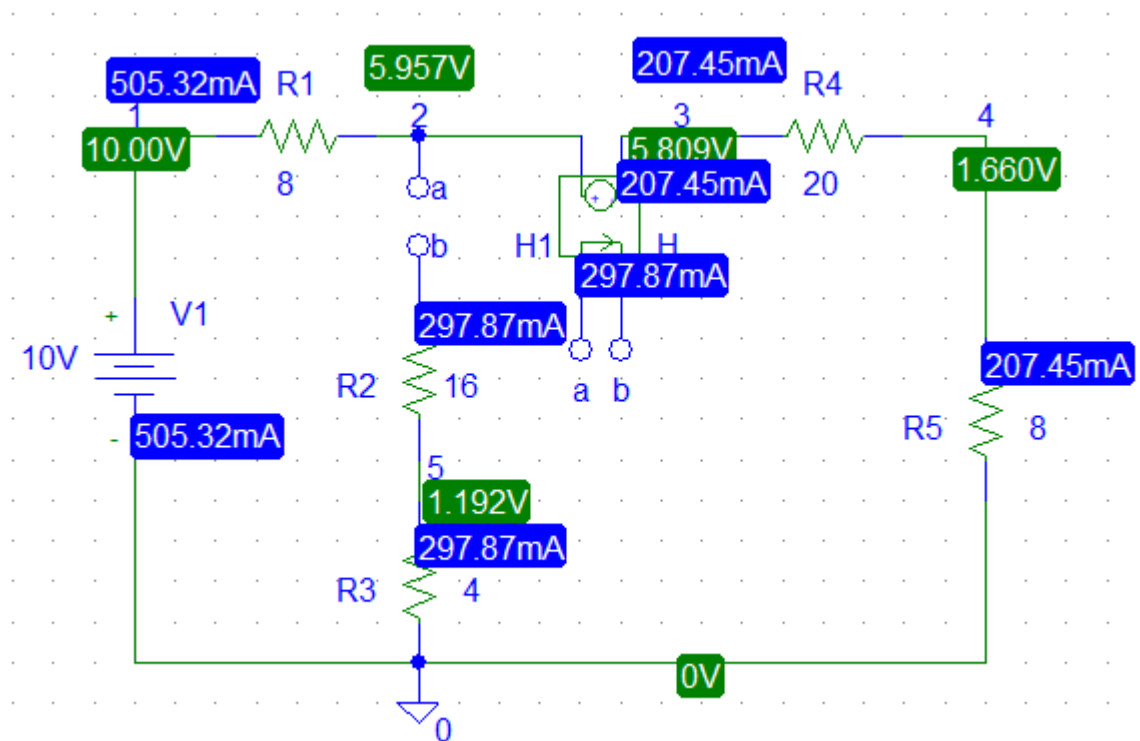 505.32mA
R1
5.957V
207.45mA
R4
1
2
3
4
10.00V
5.809V
1.660V
8
a
207.45mA
20
b
H1
H
297.87mA
+
V1
297.87mA
10V
a
b
R2
16
207.45mA
-
505.32mA
R5
8
5
1.192V
297.87mA
R3
4
0V
0